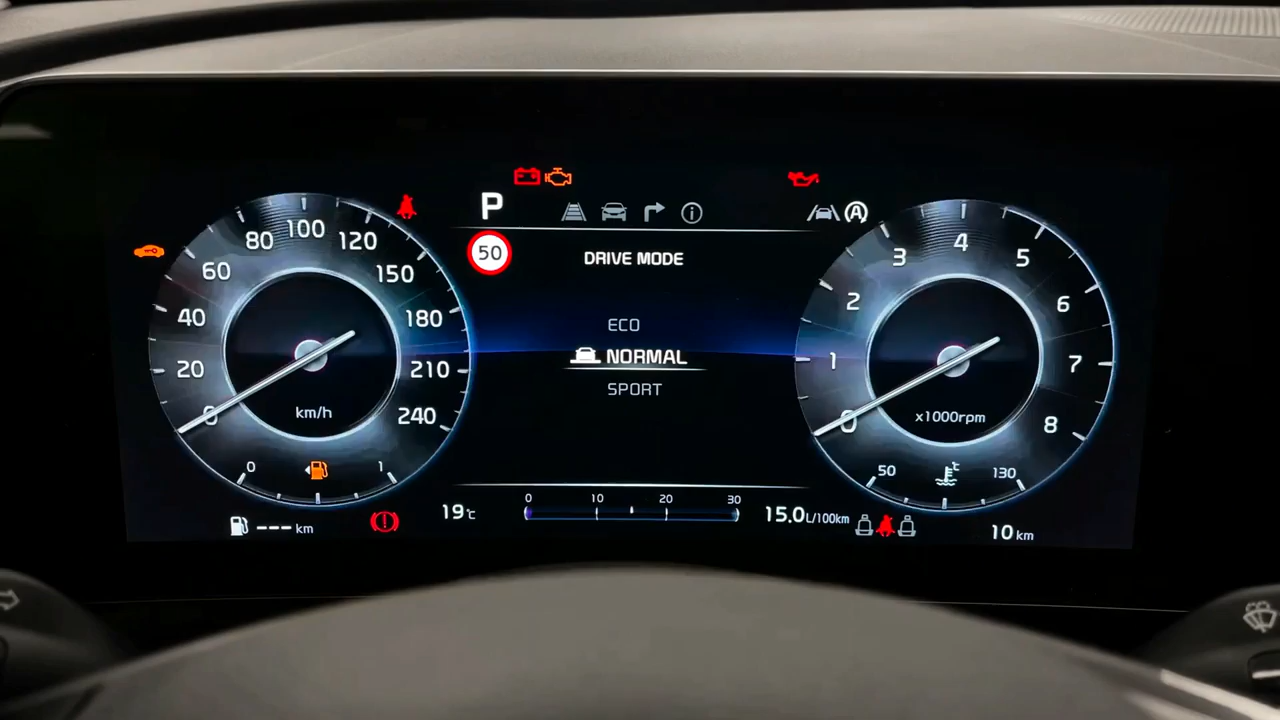 P
50
DRIVE MODE
ECO
NORMAL
SPORT
0 20 40 60 80 100 120 150 180 210 240
km/h
0 1
--- km
19°C
0 10 20 30
15.0 L/100km
A
0 1 2 3 4 5 6 7 8
x1000rpm
50 °C 130
10 km